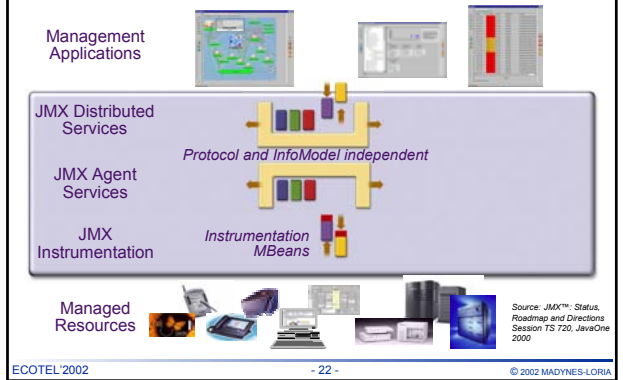 Management
Applications
JMX Distributed
Services
Protocol and InfoModel independent
JMX Agent
Services
JMX
Instrumentation
Instrumentation
MBeans
Managed
Resources
Source: JMX™: Status,
Roadmap and Directions
Session TS 720, JavaOne
2000
ECOTEL'2002
- 22 -
© 2002 MADYNES-LORIA